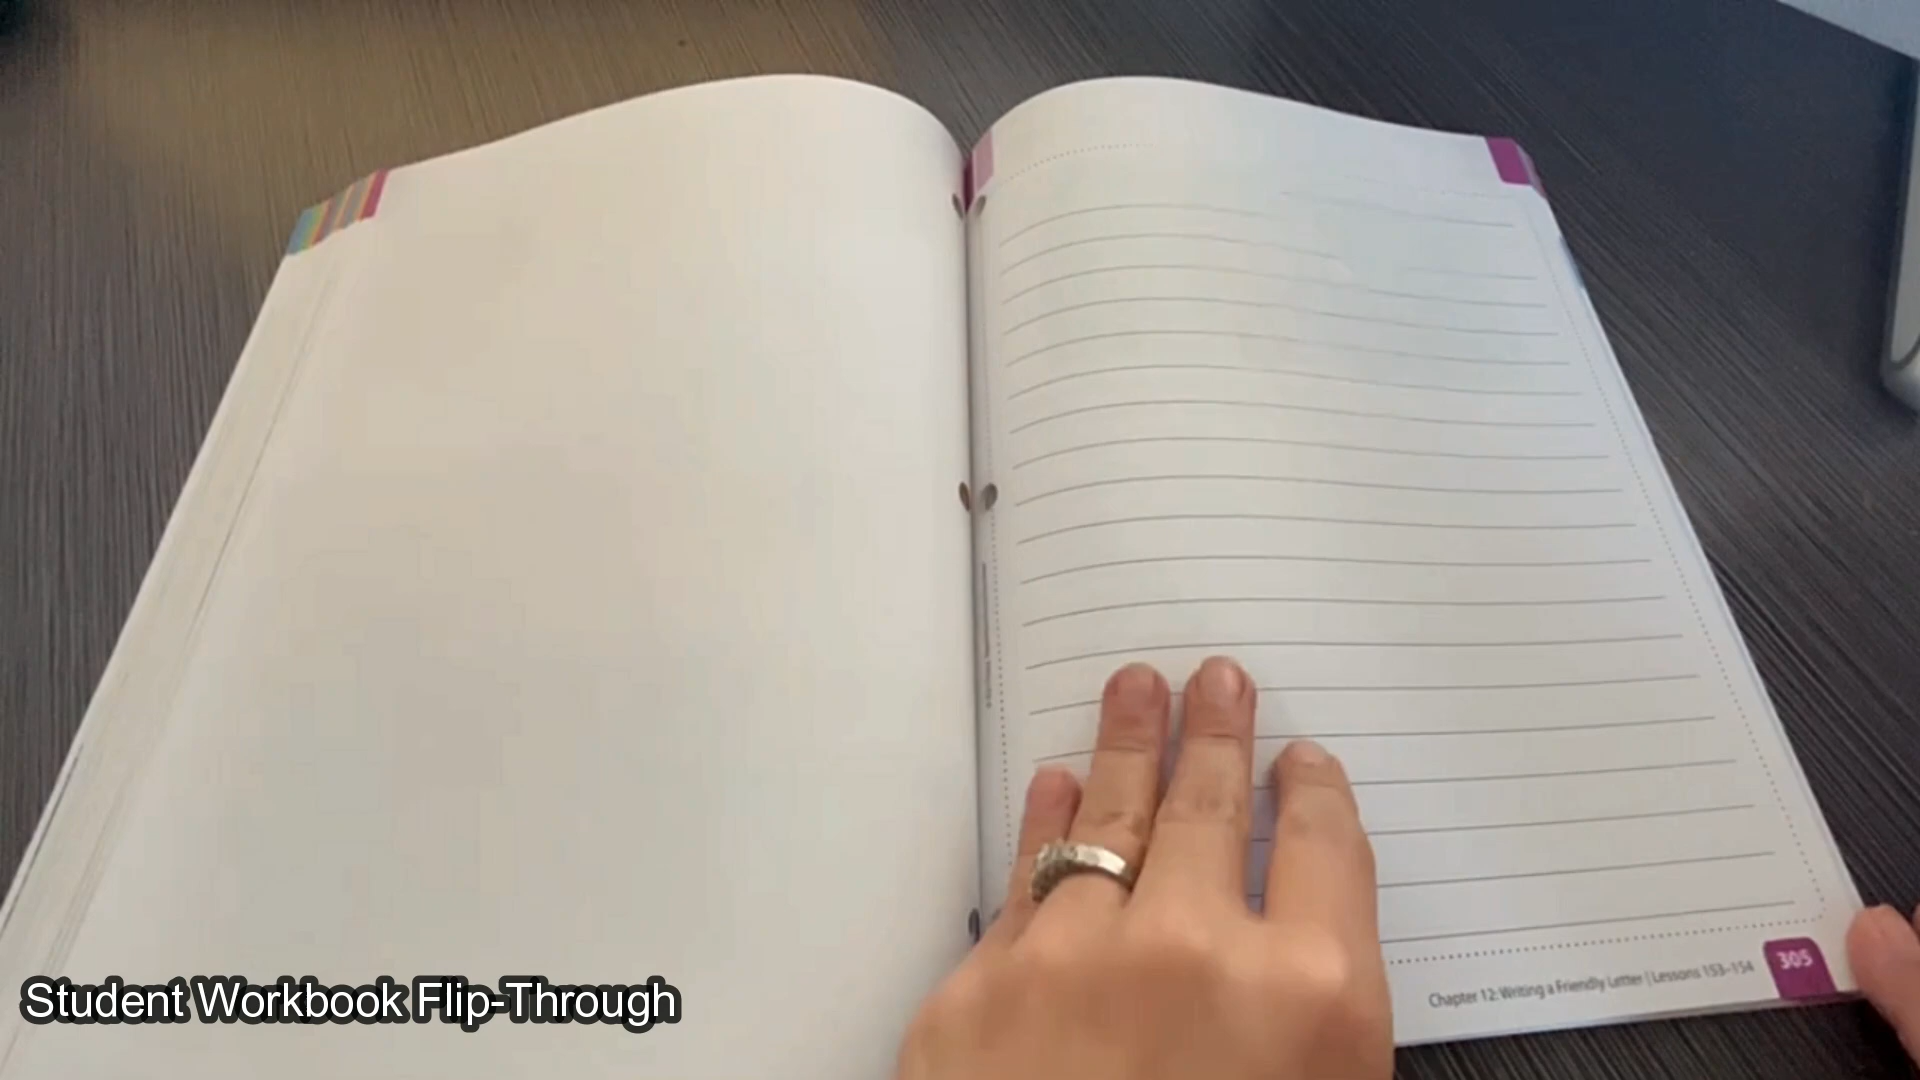 Chapter 12: Writing a Friendly Letter | Lessons 153–154
305
Student Workbook Flip-Through